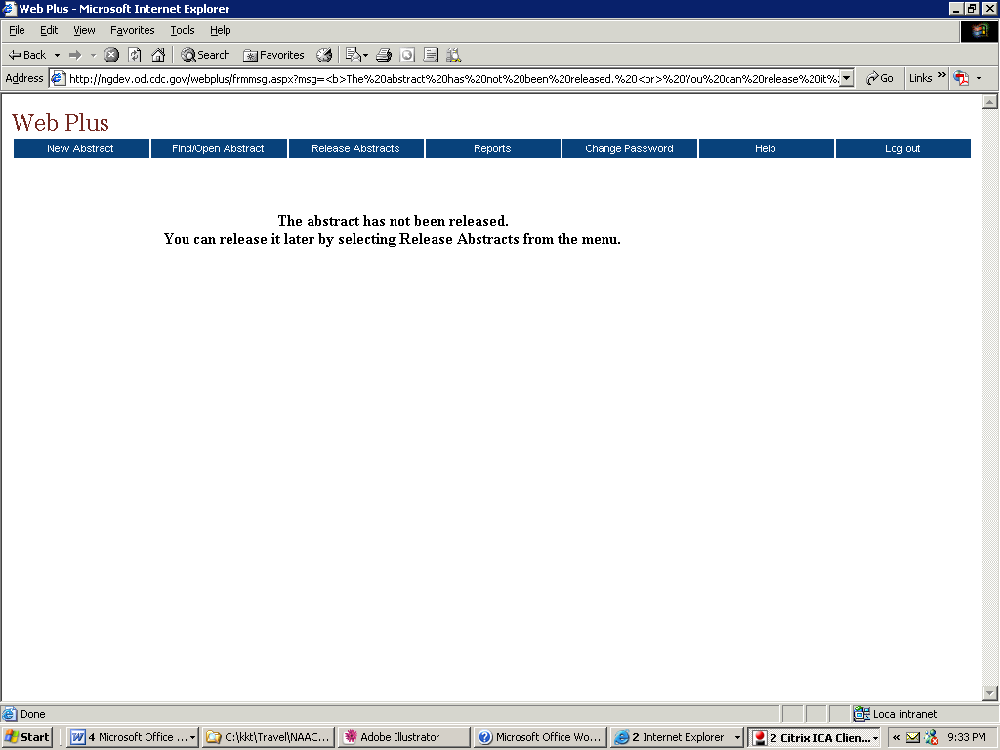 Web Plus - Microsoft Internet Explorer
File Edit View Favorites Tools Help
Back Search Favorites
Address http://ngdev.od.cdc.gov/webplus/frmmsg.aspx?msg=<b>The%20abstract%20has%20not%20been%20released.%20<br>%20You%20can%20release%20it%: Go Links »
Web Plus
New Abstract Find/Open Abstract Release Abstracts Reports Change Password Help Log out
The abstract has not been released.
You can release it later by selecting Release Abstracts from the menu.
Done Local intranet
Start 4 Microsoft Office ... C:\kkt\Travel\NAAC... Adobe Illustrator Microsoft Office Wo... 2 Internet Explorer 2 Citrix ICA Clien... « 9:33 PM